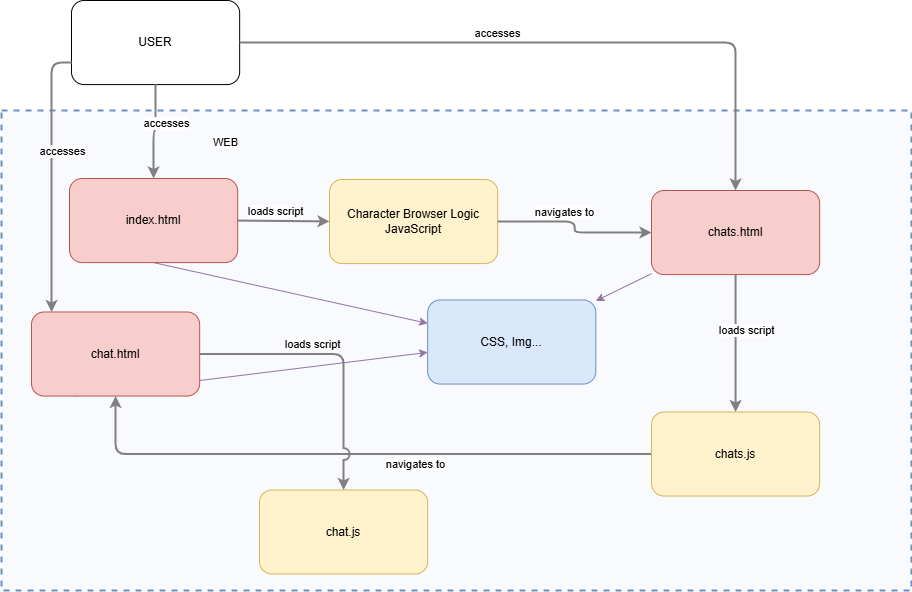 USER
accesses
accesses
WEB
accesses
index.html
loads script
Character Browser Logic
JavaScript
navigates to
chats.html
chat.html
loads script
CSS, Img...
loads script
chats.js
navigates to
chat.js